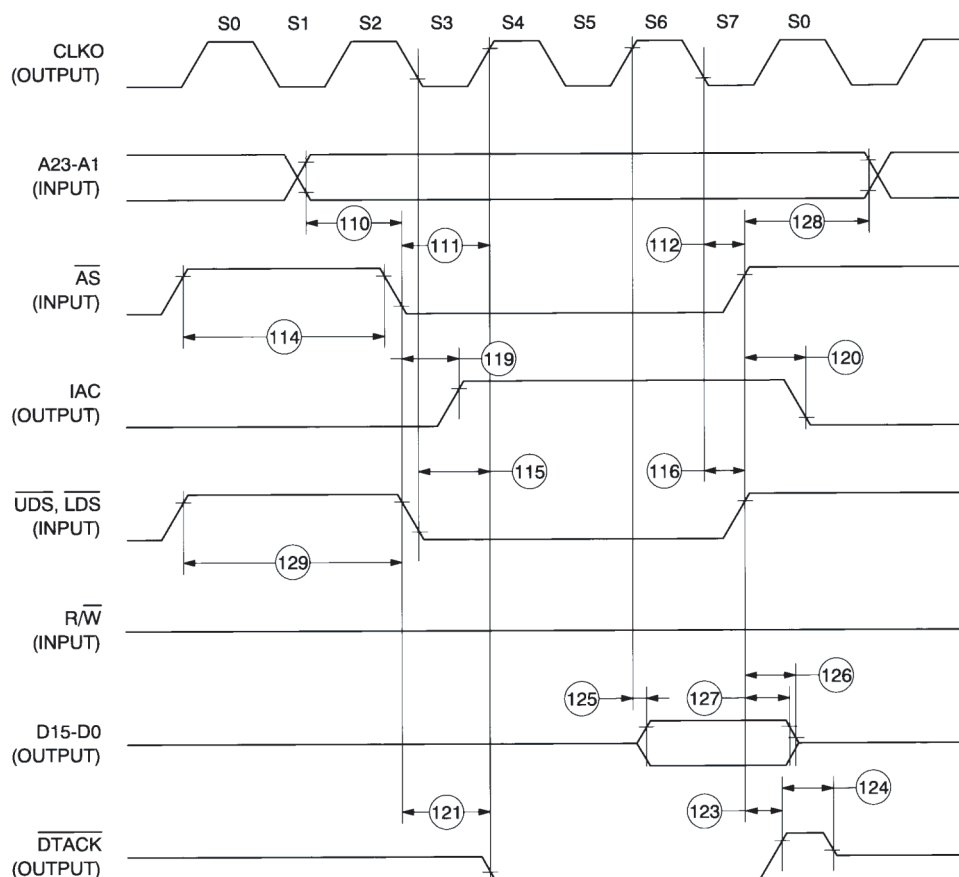 S0 S1 S2 S3 S4 S5 S6 S7 S0
CLKO
(OUTPUT)
A23-A1
(INPUT)
110
111
112
128
AS
(INPUT)
114
119
120
IAC
(OUTPUT)
115
116
UDS, LDS
(INPUT)
129
R/W
(INPUT)
126
125
127
D15-D0
(OUTPUT)
124
121
123
DTACK
(OUTPUT)